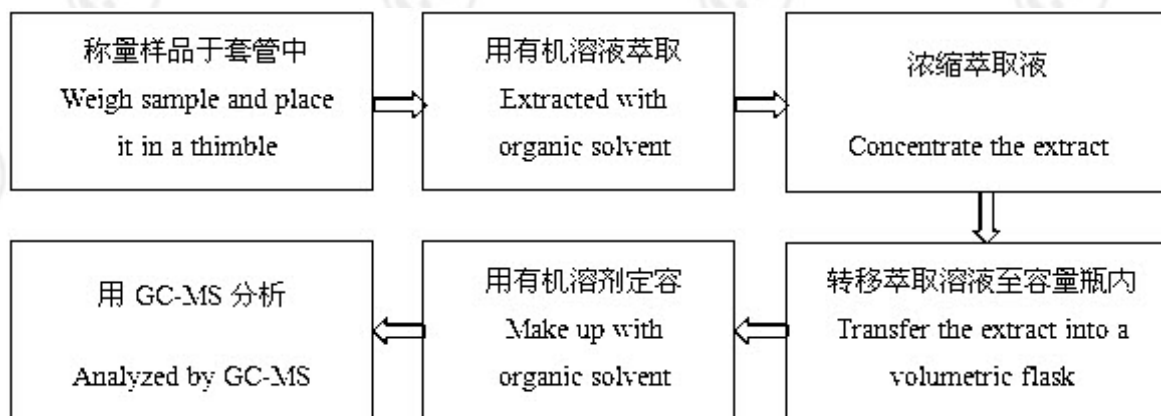 称量样品于套管中
Weigh sample and place
it in a thimble
用有机溶液萃取
Extracted with
organic solvent
浓缩萃取液
Concentrate the extract
转移萃取溶液至容量瓶内
Transfer the extract into a
volumetric flask
用有机溶剂定容
Make up with
organic solvent
用 GC-MS 分析
Analyzed by GC-MS